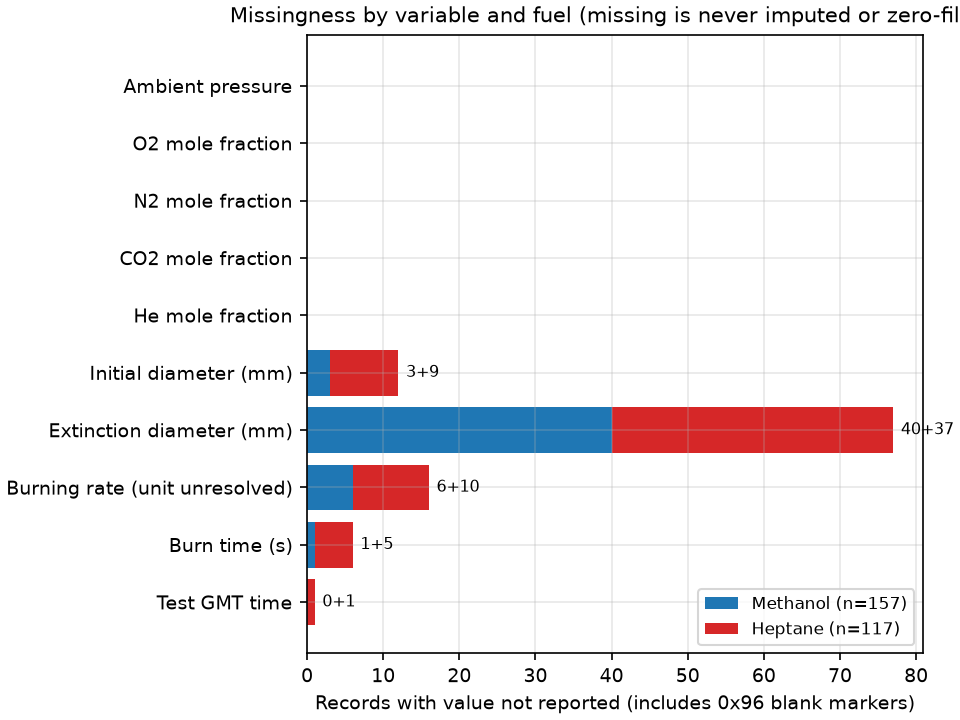 Missingness by variable and fuel (missing is never imputed or zero-fil
Ambient pressure
O2 mole fraction
N2 mole fraction
CO2 mole fraction
He mole fraction
Initial diameter (mm)
3+9
Extinction diameter (mm)
40+37
Burning rate (unit unresolved)
6+10
Burn time (s)
1+5
Test GMT time
0+1
Methanol (n=157)
Heptane (n=117)
0 10 20 30 40 50 60 70 80
Records with value not reported (includes 0x96 blank markers)